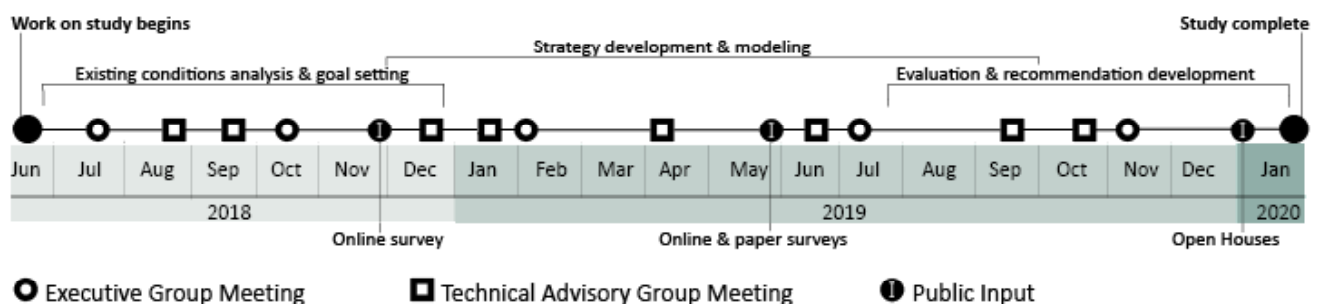 Work on study begins
Study complete
Strategy development & modeling
Existing conditions analysis & goal setting
Evaluation & recommendation development
I I I
Jun Jul Aug Sep Oct Nov Dec Jan Feb Mar Apr May Jun Jul Aug Sep Oct Nov Dec Jan
2018 2019 2020
Online survey Online & paper surveys Open Houses
Executive Group Meeting Technical Advisory Group Meeting I Public Input